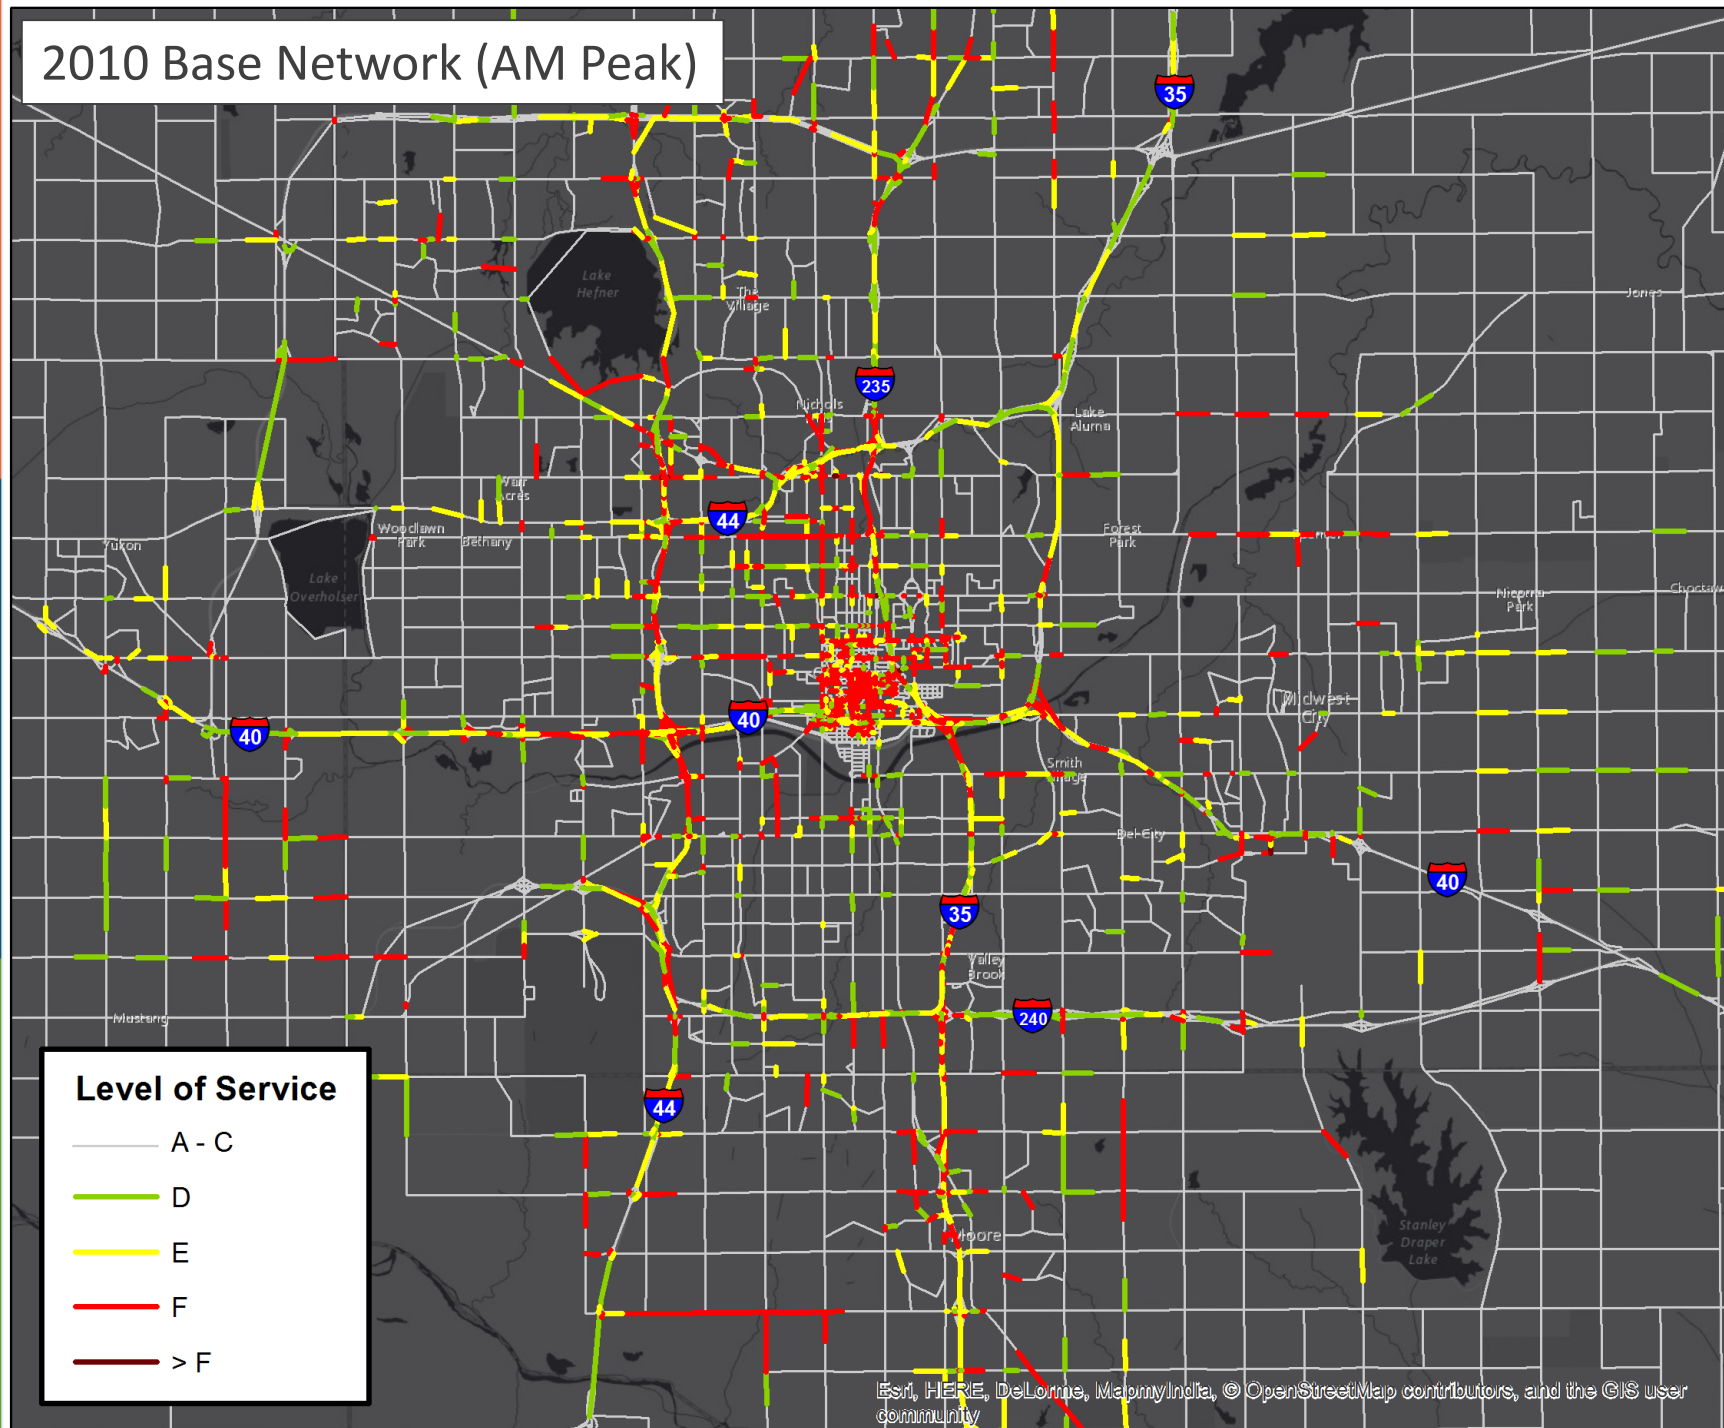 2010 Base Network (AM Peak)
35
Lake
Hefner
The
Village
Jones
235
Nichols
Lake
Aluma
Warr
Acres
44
Woodlawn
Park
Bethany
Forest
Park
Yukon
Lake
Overholser
Nicoma
Park
Choctaw
Midwest
City
40
40
Smith
Village
Del City
40
35
Valley
Brook
Mustang
240
44
Stanley
Draper
Lake
Moore
Level of Service
A - C
D
E
F
> F
Esri, HERE, DeLorme, MapmyIndia, © OpenStreetMap contributors, and the GIS user
community